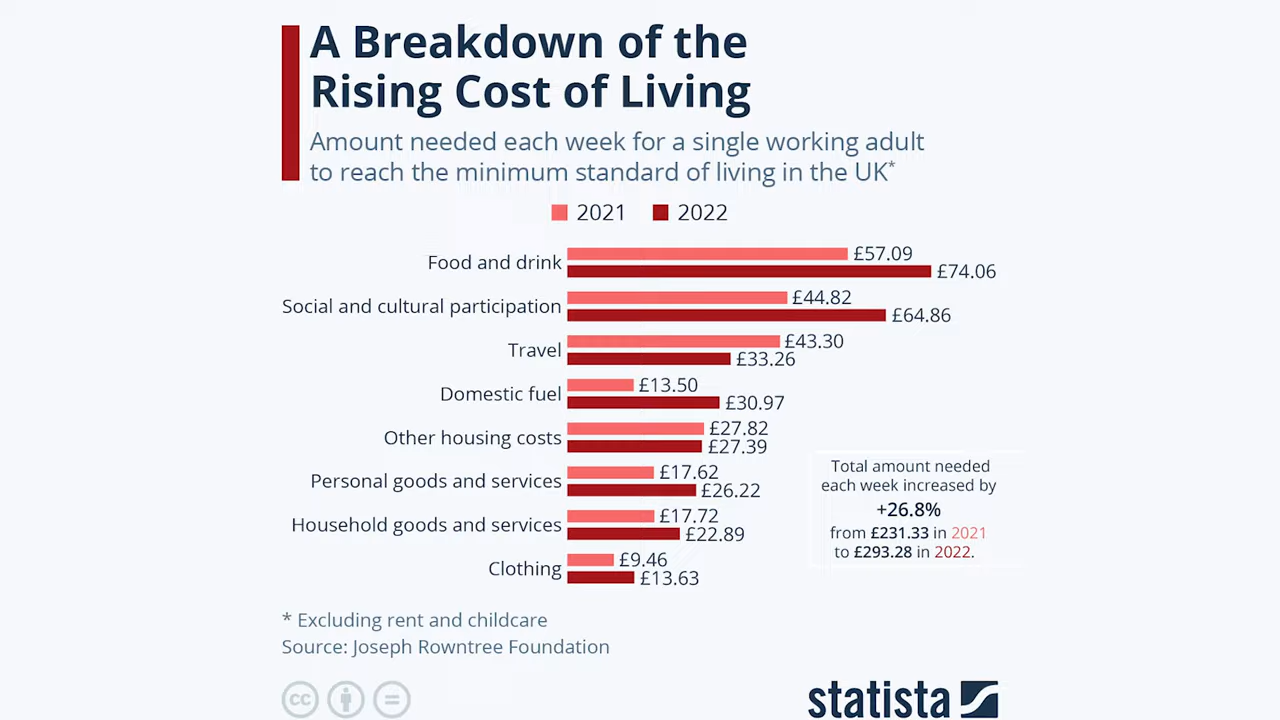 A Breakdown of the
Rising Cost of Living
Amount needed each week for a single working adult
to reach the minimum standard of living in the UK*
2021 2022
Food and drink £57.09
£74.06
Social and cultural participation £44.82
£64.86
Travel £43.30
£33.26
Domestic fuel £13.50
£30.97
Other housing costs £27.82
£27.39
Personal goods and services £17.62
£26.22
Household goods and services £17.72
£22.89
Clothing £9.46
£13.63
Total amount needed
each week increased by
+26.8%
from £231.33 in 2021
to £293.28 in 2022.
* Excluding rent and childcare
Source: Joseph Rowntree Foundation
cc
statista